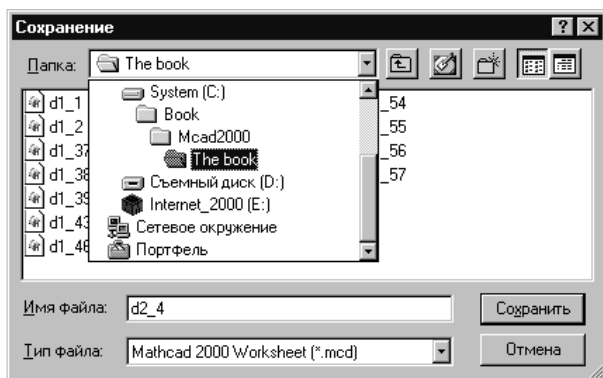 Сохранение
Папка: The book
System (C:)
d1_1 _54
Book
d1_2 _55
Mcad2000
d1_37 The book _56
d1_38 Съемный диск (D:) _57
d1_39 Internet_2000 (E:)
d1_43 Сетевое окружение
d1_46 Портфель
Имя файла: d2_4 Сохранить
Тип файла: Mathcad 2000 Worksheet (*.mcd) Отмена